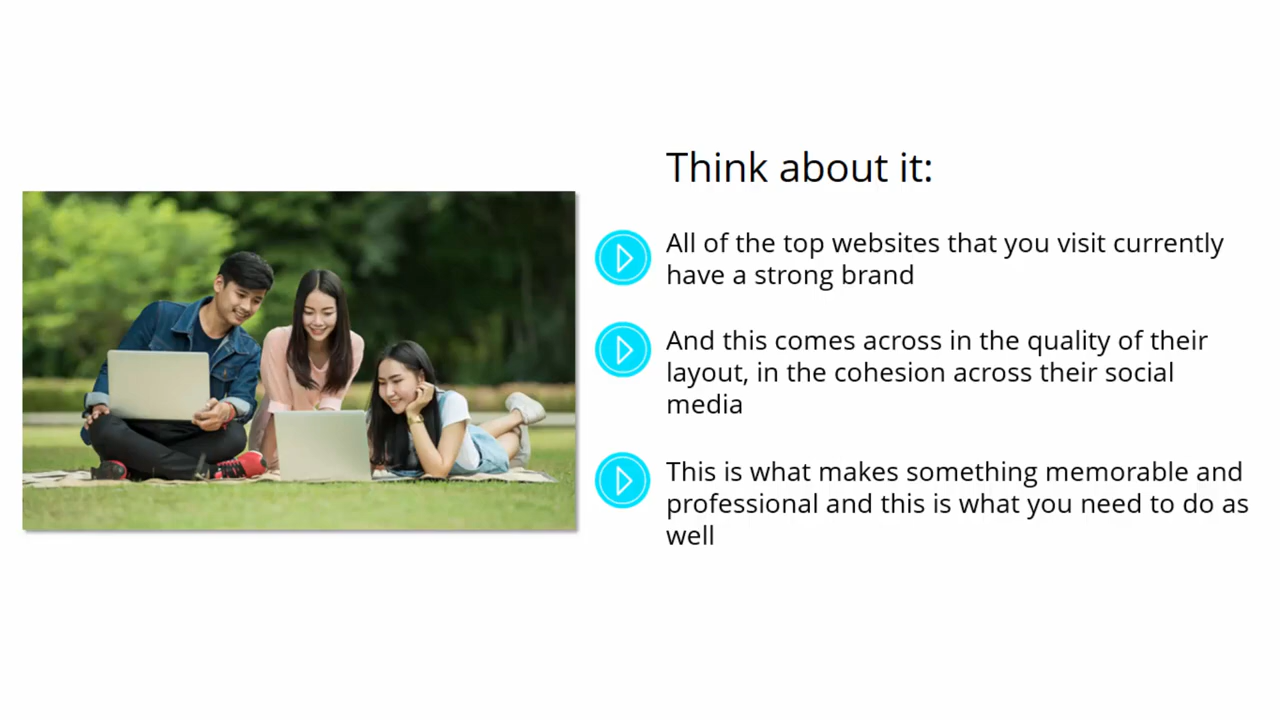 Think about it:
All of the top websites that you visit currently
have a strong brand
And this comes across in the quality of their
layout, in the cohesion across their social
media
This is what makes something memorable and
professional and this is what you need to do as
well